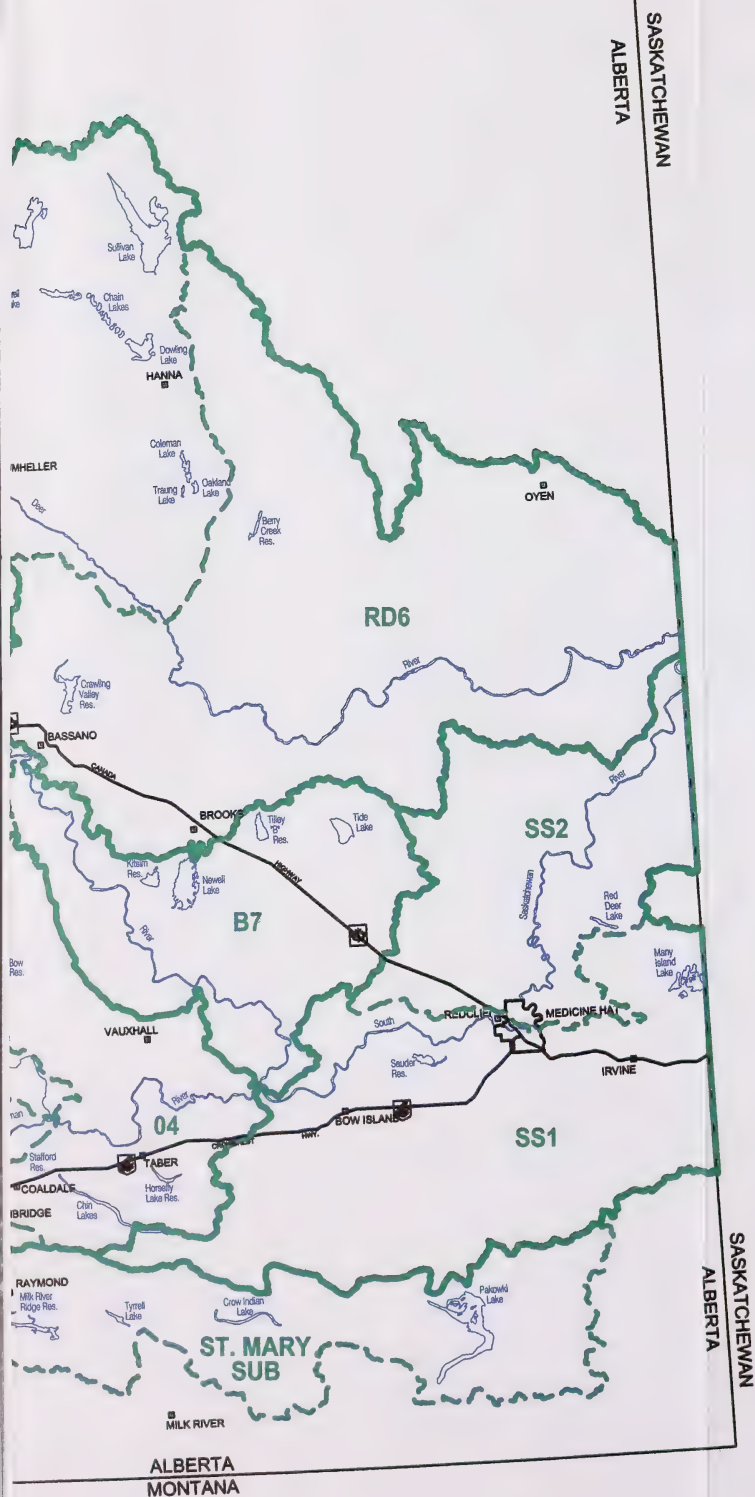 SASKATCHEWAN
ALBERTA
Sullivan
Lake
Chain
Lakes
Dowling
Lake
HANNA
Coleman
Lake
MHELLER
Traung
Lake
Oakland
Lake
Deer
Berry
Creek
Res.
OYEN
RD6
River
Crawling
Valley
Res.
BASSANO
CANADA
BROOKS
Tilley
"B"
Res.
Tide
Lake
SS2
River
Kitsim
Res.
Newell
Lake
HIGHWAY
Saskatchewan
Red
Deer
Lake
B7
River
Many
Island
Lake
Bow
Res.
VAUXHALL
South
REDCLIFF
MEDICINE HAT
Sauder
Res.
IRVINE
River
04
BOW ISLAND
HWY.
SS1
Stafford
Res.
TABER
COALDALE
Horsefly
Lake Res.
Chin
Lakes
IBRIDGE
RAYMOND
Milk River
Ridge Res.
Tyrrell
Lake
Crow Indian
Lake
Pakowki
Lake
ST. MARY
SUB
SASKATCHEWAN
ALBERTA
MILK RIVER
ALBERTA
MONTANA